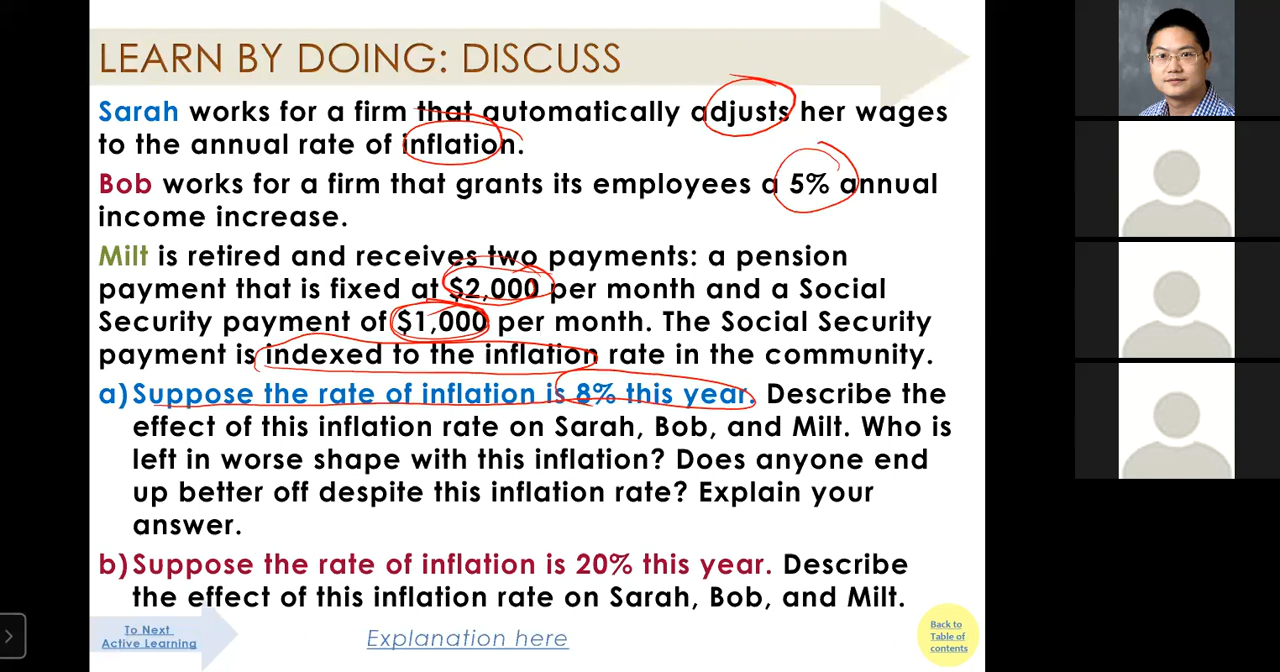 LEARN BY DOING: DISCUSS
Sarah works for a firm that automatically adjusts her wages
to the annual rate of inflation.
Bob works for a firm that grants its employees a 5% annual
income increase.
Milt is retired and receives two payments: a pension
payment that is fixed at $2,000 per month and a Social
Security payment of $1,000 per month. The Social Security
payment is indexed to the inflation rate in the community.
a) Suppose the rate of inflation is 8% this year. Describe the
effect of this inflation rate on Sarah, Bob, and Milt. Who is
left in worse shape with this inflation? Does anyone end
up better off despite this inflation rate? Explain your
answer.
b) Suppose the rate of inflation is 20% this year. Describe
the effect of this inflation rate on Sarah, Bob, and Milt.
To Next
Active Learning
Explanation here
Back to
Table of
contents